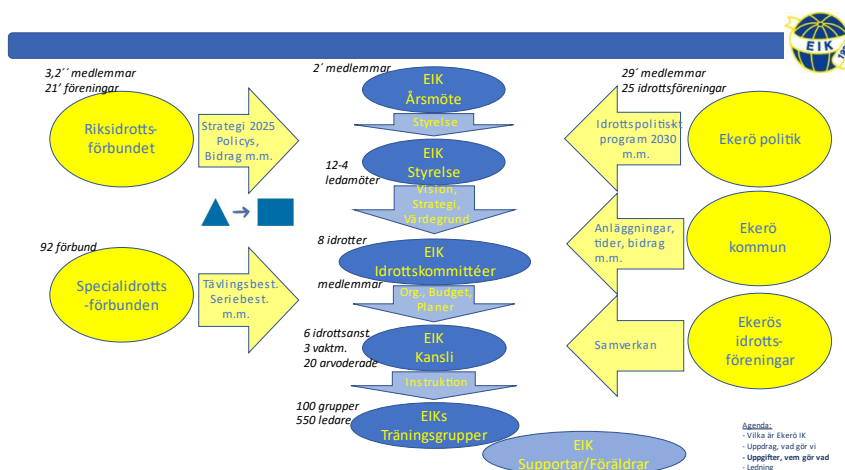 EIK
3,2´´ medlemmar
21’ föreningar
Riksidrotts-
förbundet
Strategi 2025
Policys,
Bidrag m.m.
92 förbund
Specialidrotts
-förbunden
Tävlingsbest.
Seriebest.
m.m.
2´ medlemmar
EIK
Årsmöte
Styrelse
12-4
ledamöter
EIK
Styrelse
Vision,
Strategi,
Värdegrund
8 idrotter
EIK
Idrottskommittéer
medlemmar
Org., Budget,
Planer
6 idrotsanst.
3 vaktm.
20 arvoderade
EIK
Kansli
Instruktion
100 grupper
550 ledare
EIKs
Träningsgrupper
EIK
Supportar/Föräldrar
29´ medlemmar
25 idrottsföreningar
Idrottspolitiskt
program 2030
m.m.
Ekerö politik
Anläggningar,
tider, bidrag
m.m.
Ekerö
kommun
Samverkan
Ekerös
idrotts-
föreningar
Agenda:
- Vilka är Ekerö IK
- Uppdrag, vad gör vi
- Uppgifter, vem gör vad
- Ledning